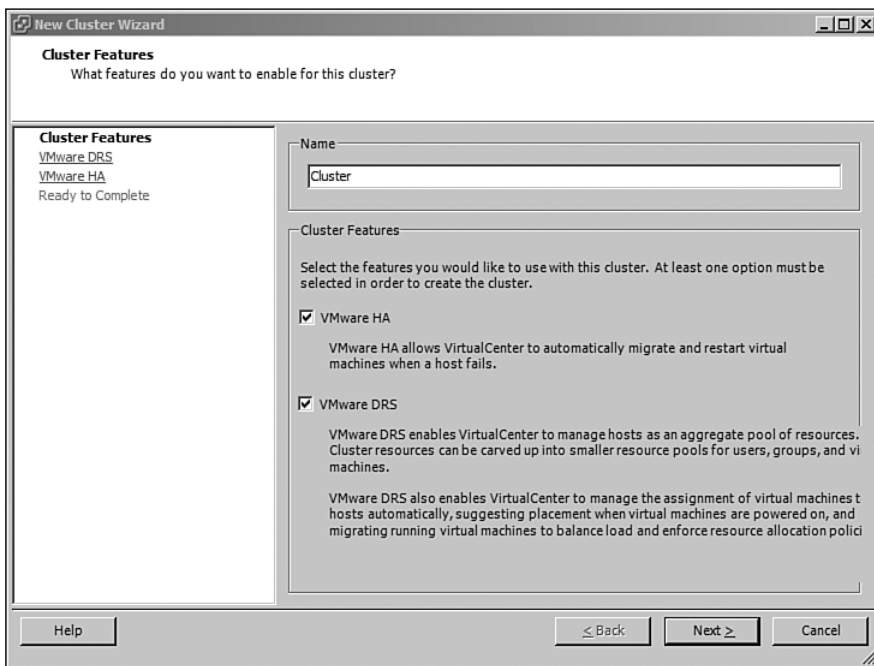 New Cluster Wizard
Cluster Features
What features do you want to enable for this cluster?
Cluster Features
VMware DRS
VMware HA
Ready to Complete
Name
Cluster
Cluster Features
Select the features you would like to use with this cluster. At least one option must be
selected in order to create the cluster.
VMware HA
VMware HA allows VirtualCenter to automatically migrate and restart virtual
machines when a host fails.
VMware DRS
VMware DRS enables VirtualCenter to manage hosts as an aggregate pool of resources.
Cluster resources can be carved up into smaller resource pools for users, groups, and vi
machines.
VMware DRS also enables VirtualCenter to manage the assignment of virtual machines t
hosts automatically, suggesting placement when virtual machines are powered on, and
migrating running virtual machines to balance load and enforce resource allocation polici
Help
< Back
Next >
Cancel